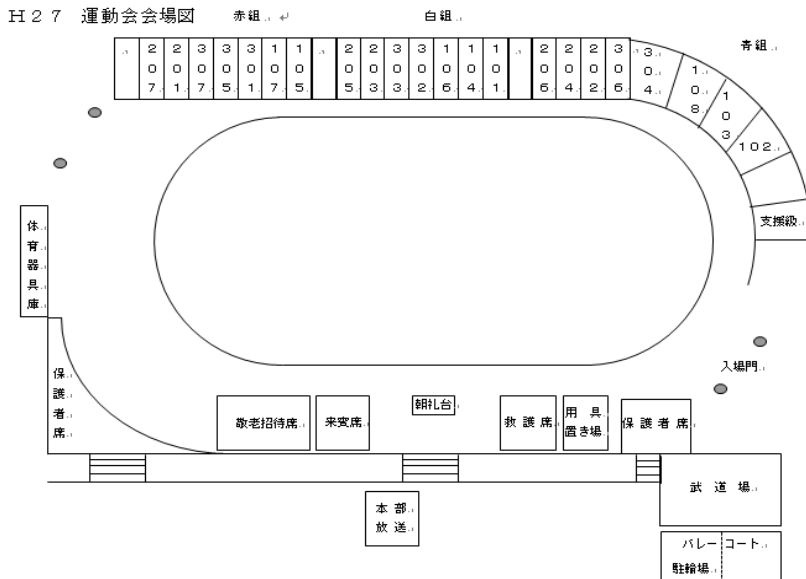 H27 運動会会場図
赤組
白組
青組
207
201
307
305
301
107
105
205
303
302
106
104
101
206
204
202
306
304
108
103
102
支援級
体育器具庫
保護者席
入場門
敬老招待席
来賓席
朝礼台
救護席
用具
置き場
保護者席
武道場
本部
放送
バレーコート
駐輪場